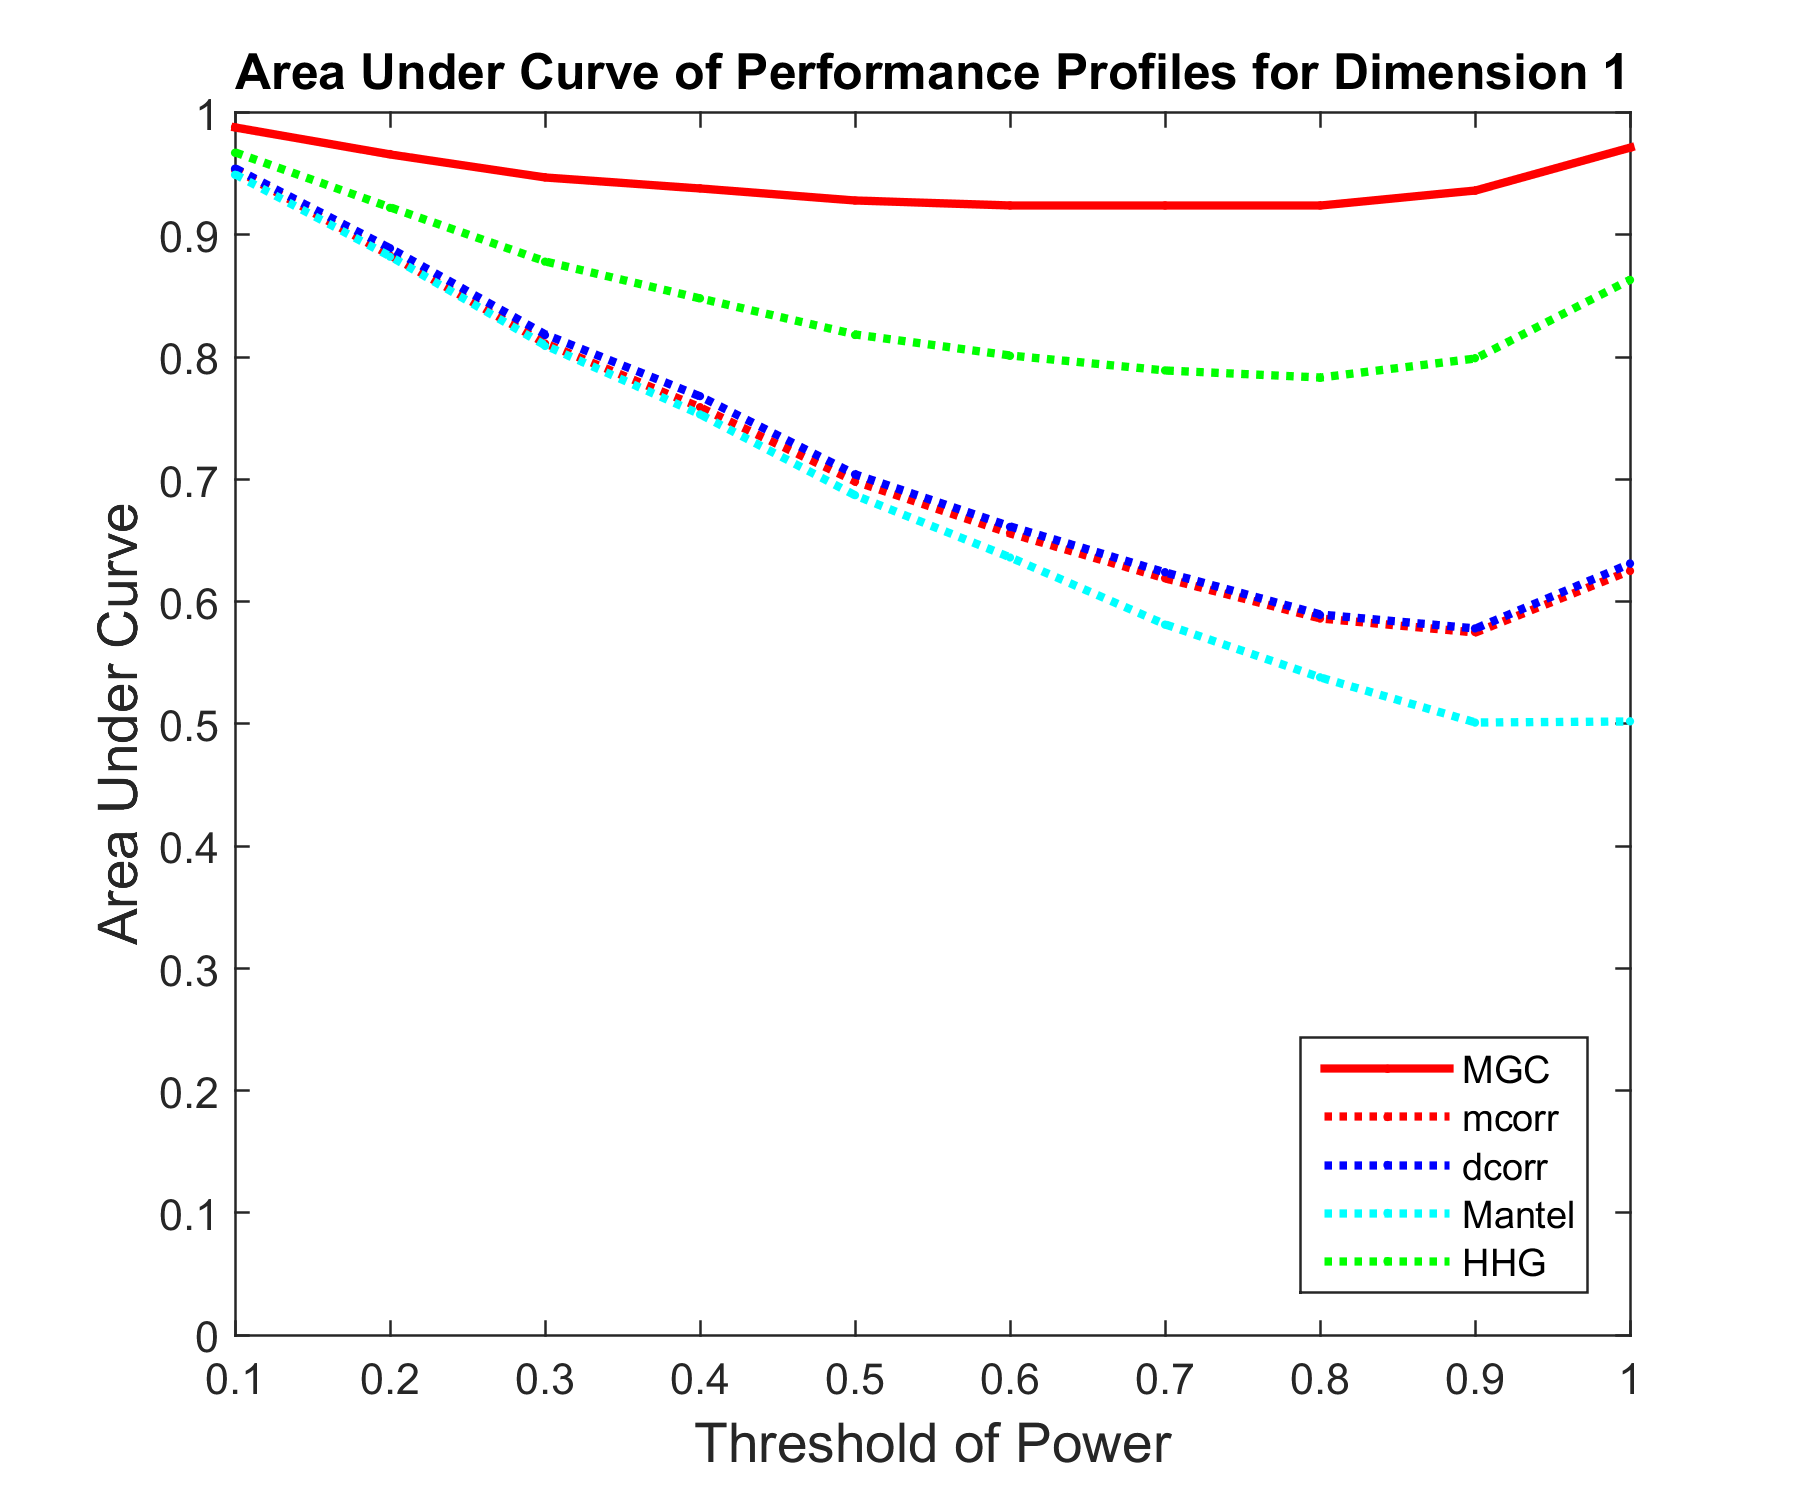 Area Under Curve of Performance Profiles for Dimension 1
1
0.9
0.8
0.7
0.6
0.5
0.4
0.3
0.2
0.1
0
Area Under Curve
0.1 0.2 0.3 0.4 0.5 0.6 0.7 0.8 0.9 1
Threshold of Power
MGC
mcorr
dcorr
Mantel
HHG